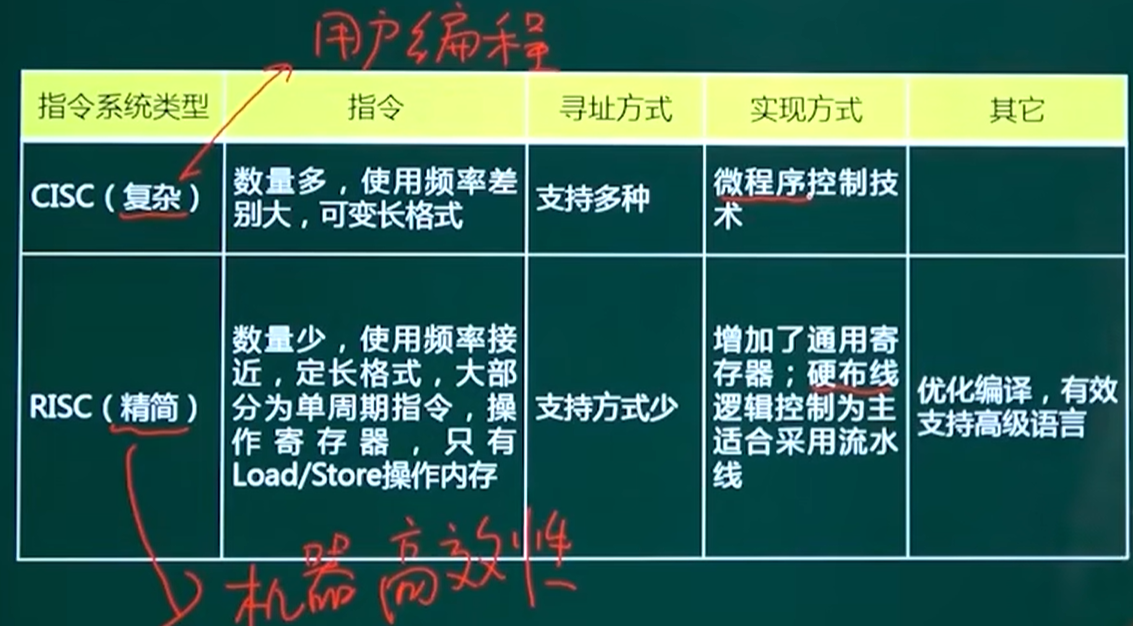 用户编程
指令系统类型
指令
寻址方式
实现方式
其它
CISC（复杂）
数量多，使用频率差
别大，可变长格式
支持多种
微程序控制技
术
RISC（精简）
数量少，使用频率接
近，定长格式，大部
分为单周期指令，操
作寄存器，只有
Load/Store操作内存
支持方式少
增加了通用寄
存器；硬布线
逻辑控制为主
适合采用流水
线
优化编译，有效
支持高级语言
机器高效性